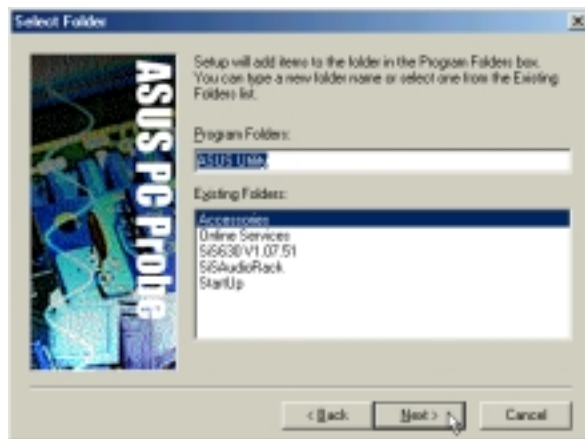 Select Folder
ASUS PC Probe
Setup will add items to the folder in the Program Folders box.
You can type a new folder name or select one from the Existing
Folders list.
Program Folders:
ASUS Utility
Existing Folders:
Accessories
Online Services
SiS630 V1.07.51
SiSAudioRack
StartUp
< Back
Next >
Cancel